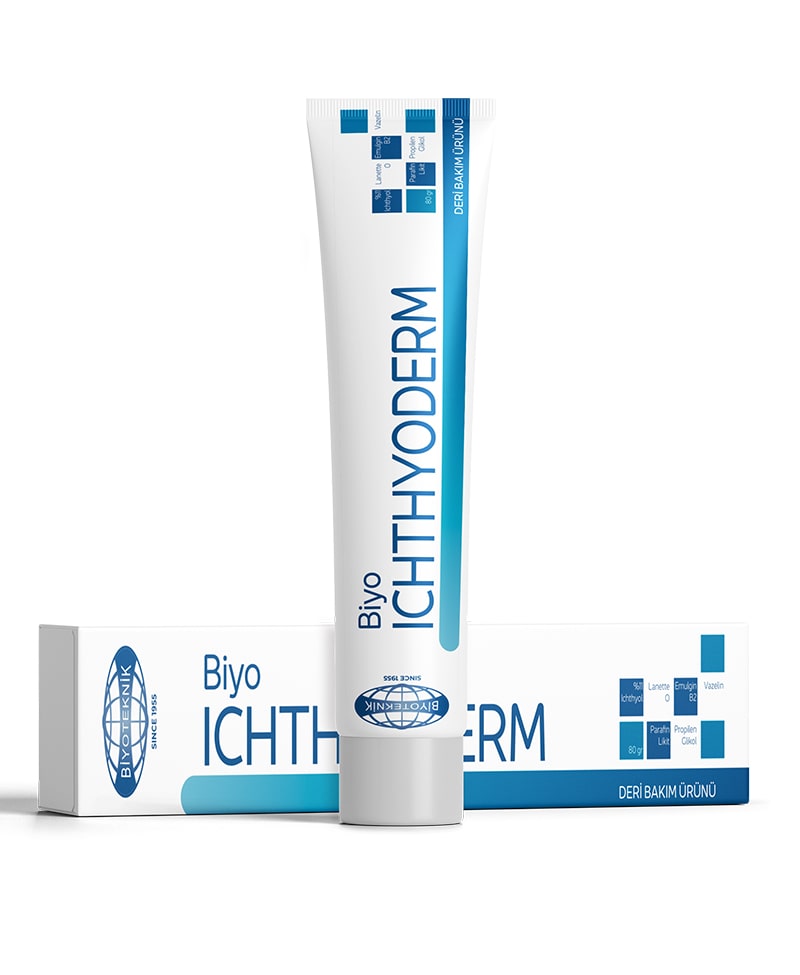 Vazelin
Emulgin
B2
Propilen
Glikol
Lanette
O
Parafin
Likit
%11
Ichthyol
80 gr
DERİ BAKIM ÜRÜNÜ
Biyo
ICHTHYODERM
BİYOTEKNİK
SINCE 1955
BİYOTEKNİK
SINCE 1955
Biyo
ICHTH ERM
%11
Ichthyol
Lanette
O
Emulgin
B2
Vazelin
80 gr
Parafin
Likit
Propilen
Glikol
DERİ BAKIM ÜRÜNÜ